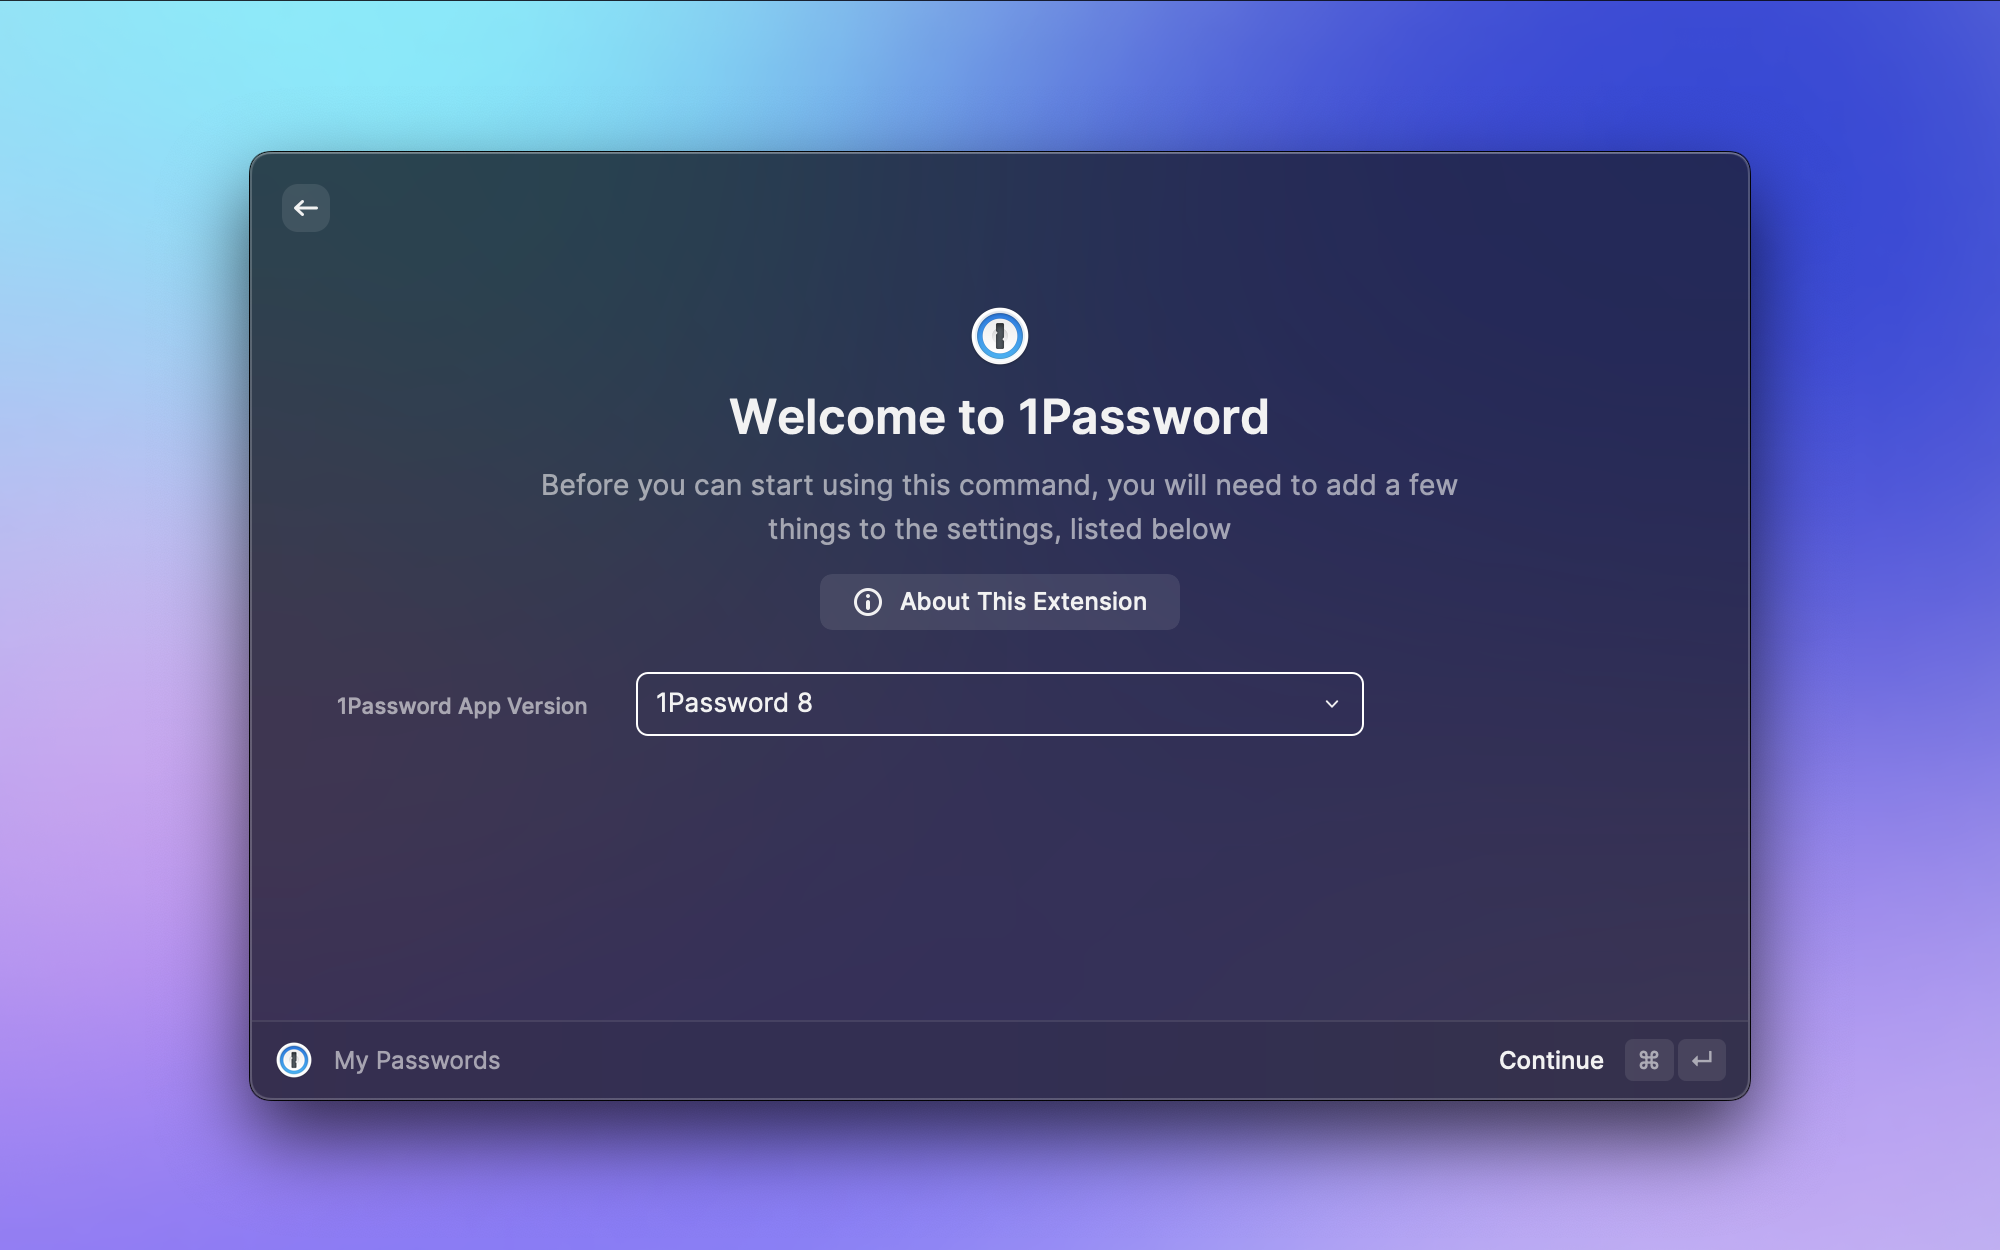 Welcome to 1Password
Before you can start using this command, you will need to add a few
things to the settings, listed below
About This Extension
1Password App Version
1Password 8
My Passwords
Continue ⌘ ↵